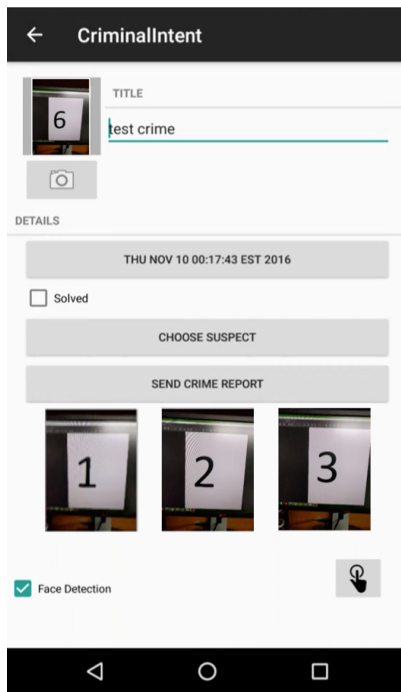 CriminalIntent
6
TITLE
test crime
DETAILS
THU NOV 10 00:17:43 EST 2016
Solved
CHOOSE SUSPECT
SEND CRIME REPORT
1
2
3
Face Detection